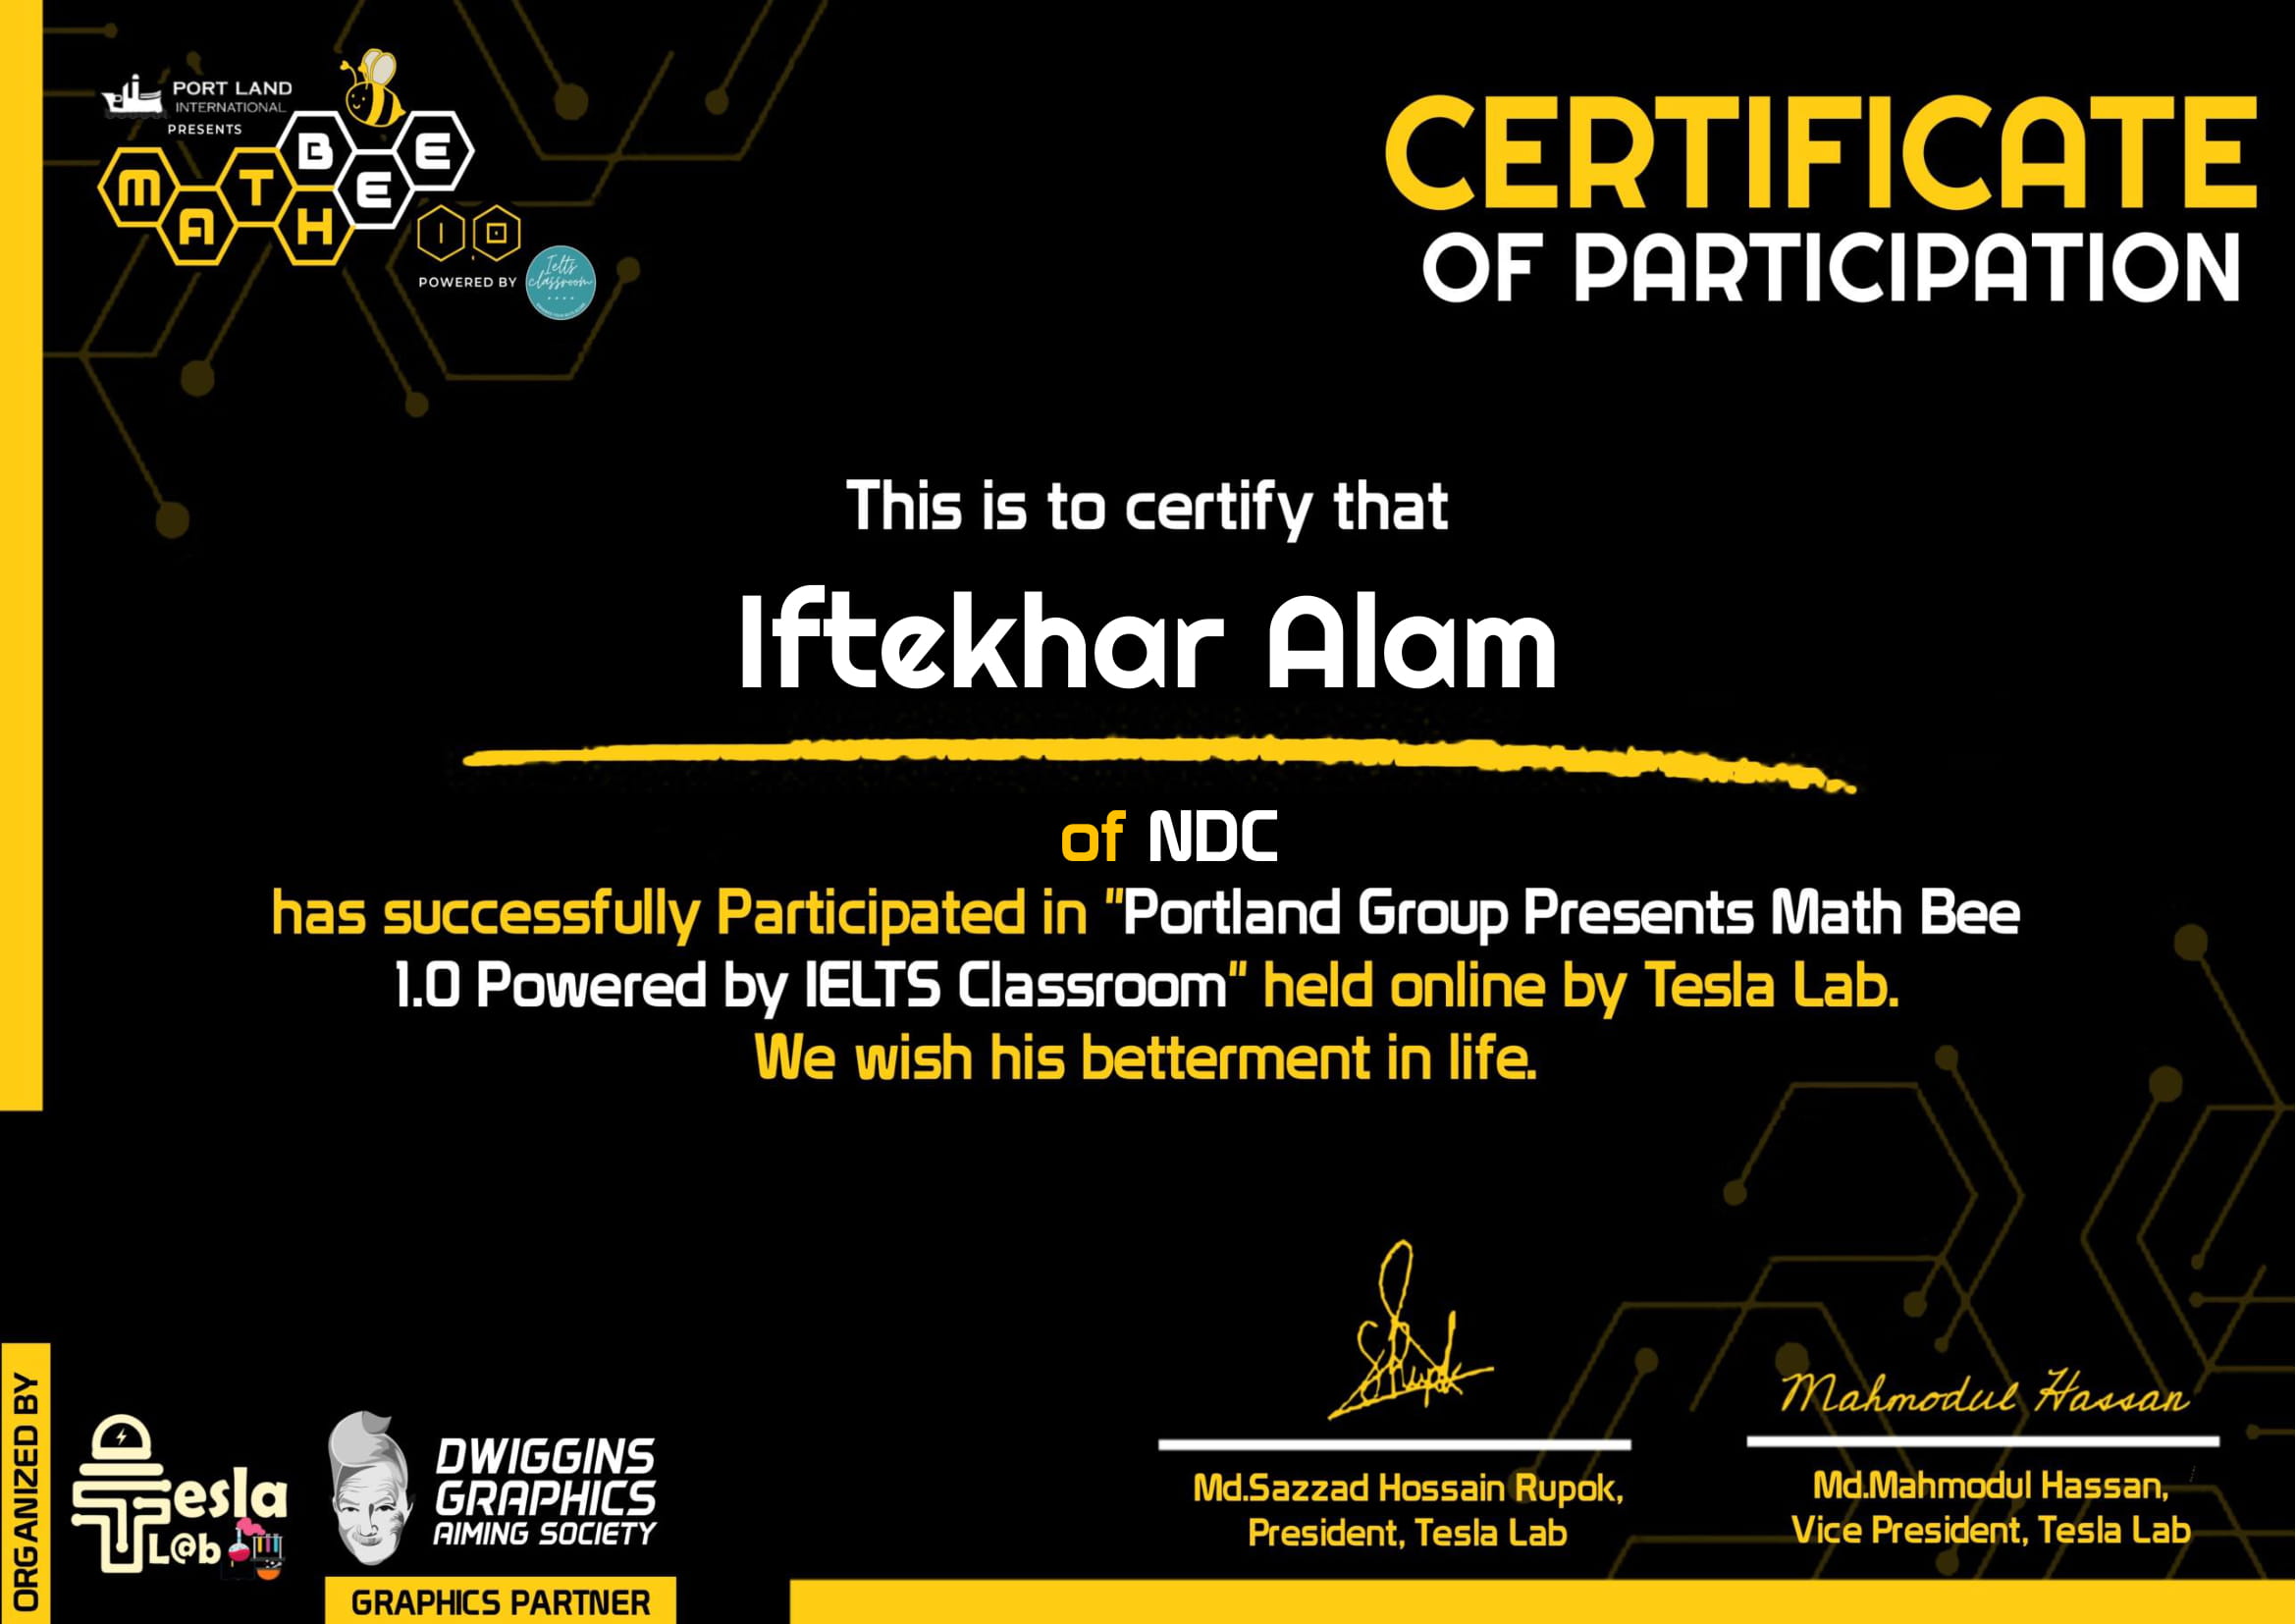 PORT LAND
INTERNATIONAL
PRESENTS
MATH BEE
1.0
POWERED BY
Ielts
classroom
CERTIFICATE
OF PARTICIPATION
This is to certify that
Iftekhar Alam
of NDC
has successfully Participated in "Portland Group Presents Math Bee
1.0 Powered by IELTS Classroom" held online by Tesla Lab.
We wish his betterment in life.
ORGANIZED BY
Tesla
L@b
DWIGGINS
GRAPHICS
AIMING SOCIETY
GRAPHICS PARTNER
Rupok
Md.Sazzad Hossain Rupok,
President, Tesla Lab
Mahmodul Hassan
Md.Mahmodul Hassan,
Vice President, Tesla Lab